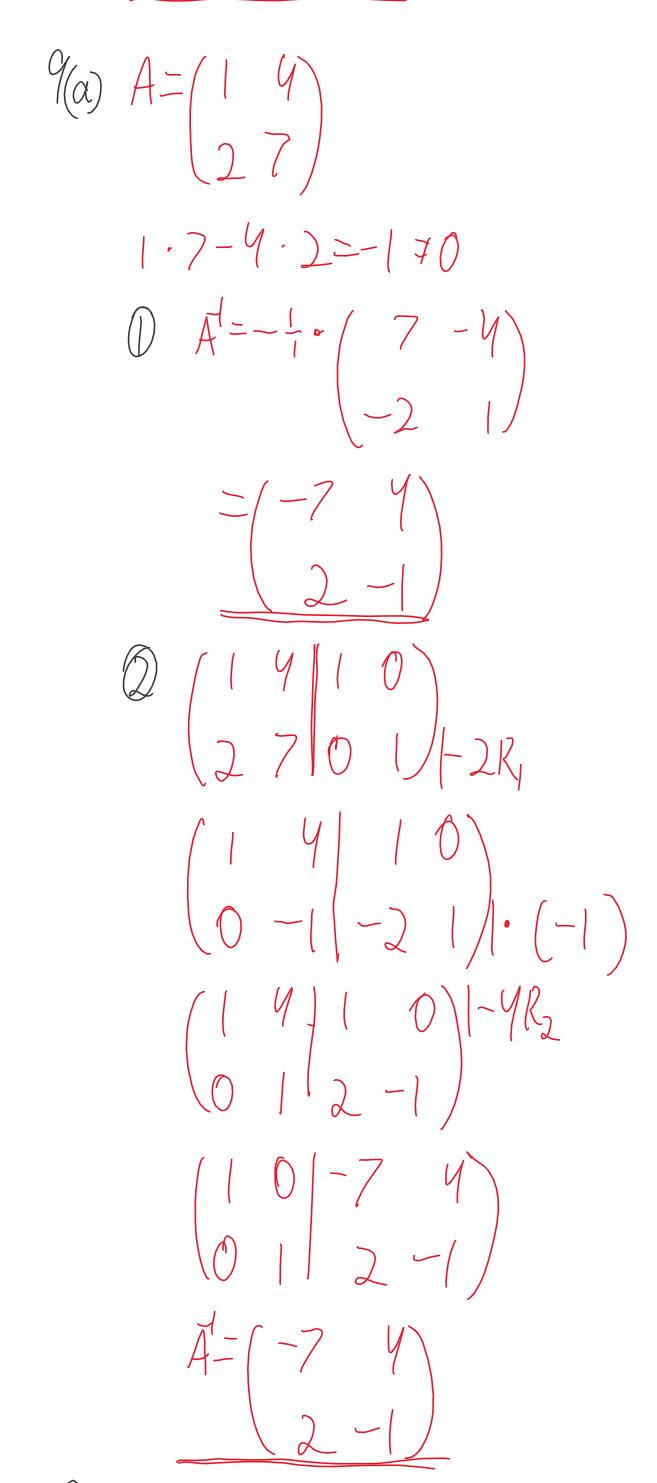 9(a) A = ( 1 4
2 7 )
1 · 7 - 4 · 2 = -1 ≠ 0
① A⁻¹ = - 1/1 · ( 7 -4
-2 1 )
= ( -7 4
2 -1 )
② ( 1 4 | 1 0 )
( 2 7 | 0 1 ) | -2R₁
( 1 4 | 1 0 )
( 0 -1 | -2 1 ) | · (-1)
( 1 4 | 1 0 ) | -4R₂
( 0 1 | 2 -1 )
( 1 0 | -7 4 )
( 0 1 | 2 -1 )
A⁻¹ = ( -7 4
2 -1 )